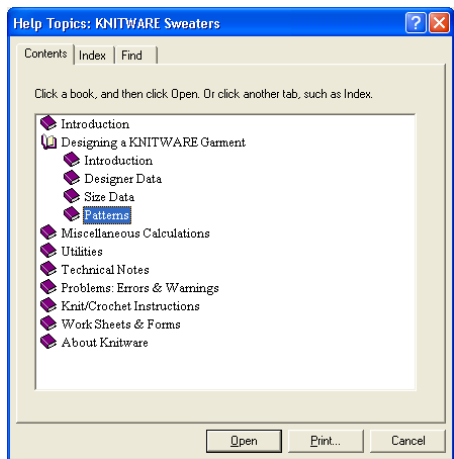 Help Topics: KNITWARE Sweaters
Contents Index Find
Click a book, and then click Open. Or click another tab, such as Index.
Introduction
Designing a KNITWARE Garment
Introduction
Designer Data
Size Data
Patterns
Miscellaneous Calculations
Utilities
Technical Notes
Problems: Errors & Warnings
Knit/Crochet Instructions
Work Sheets & Forms
About Knitware
Open Print... Cancel